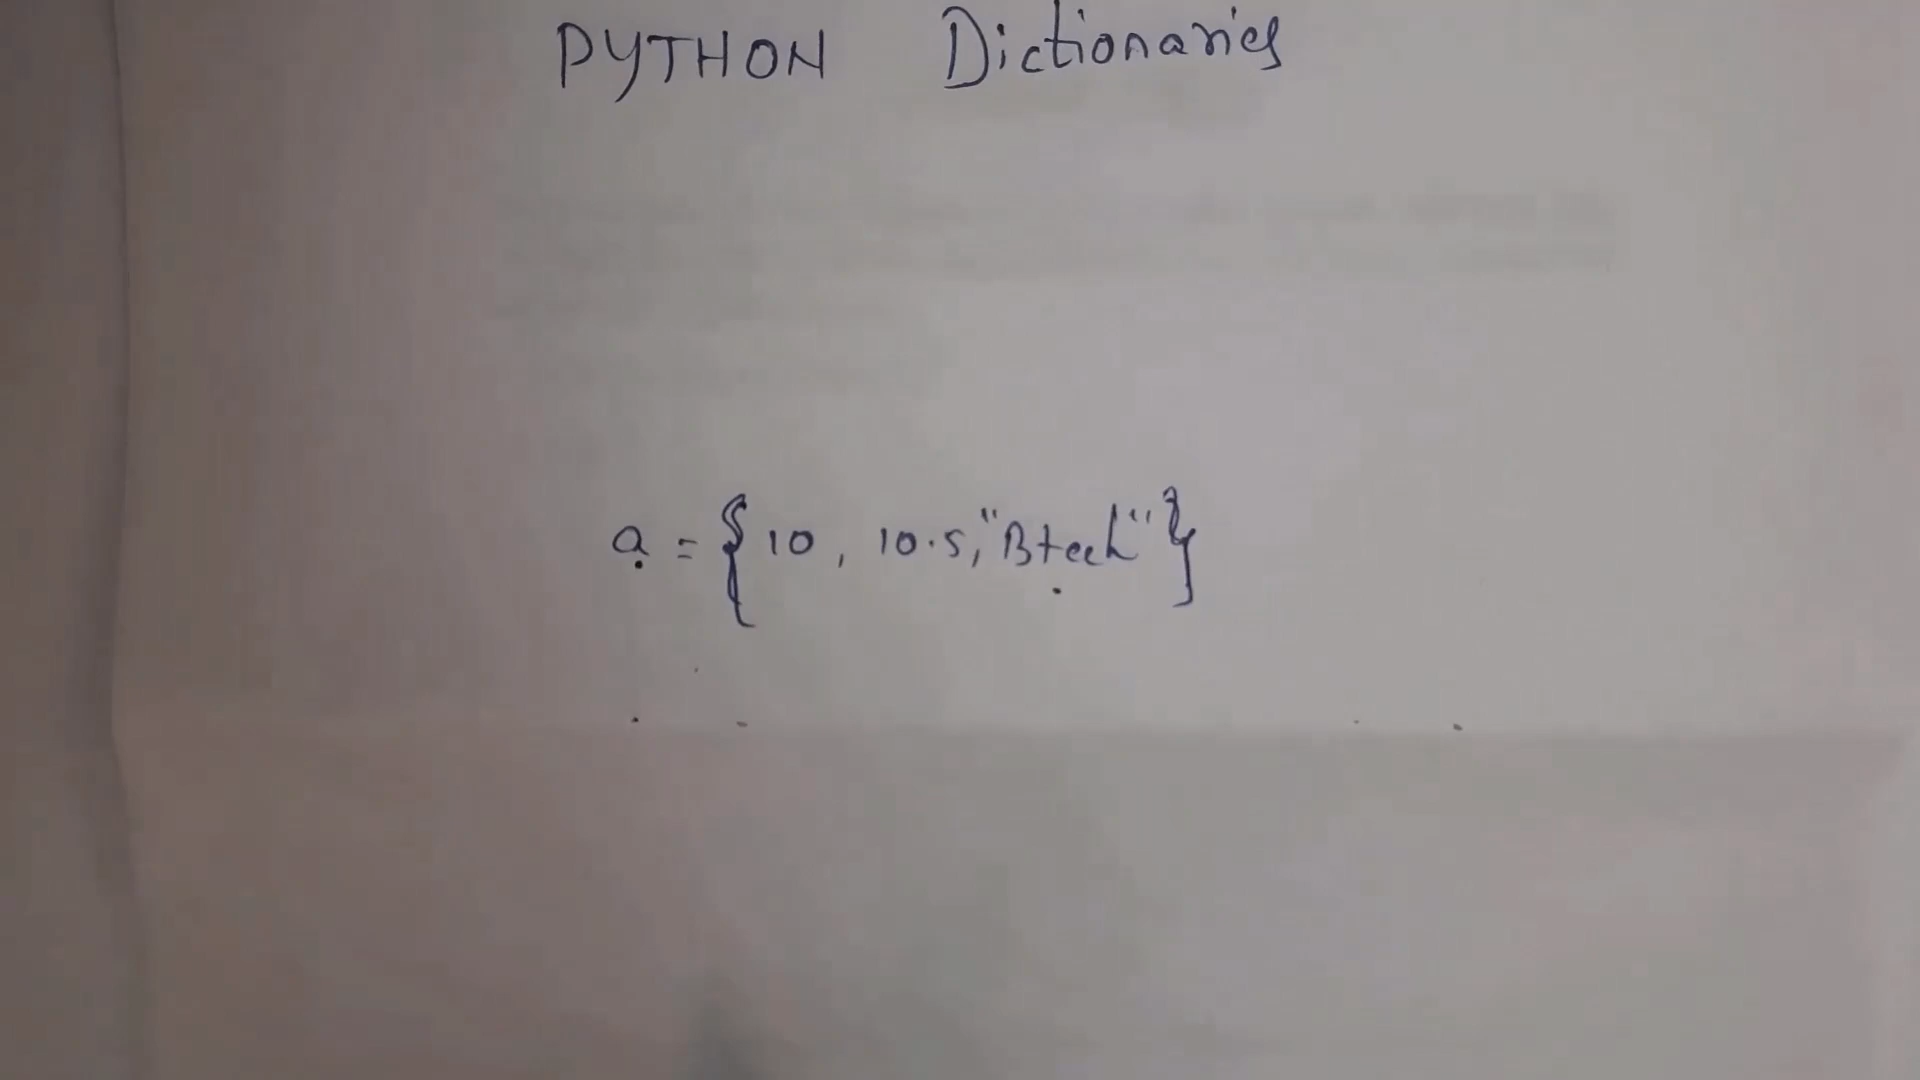 PYTHON Dictionaries
a = {10, 10.5, "Btech"}